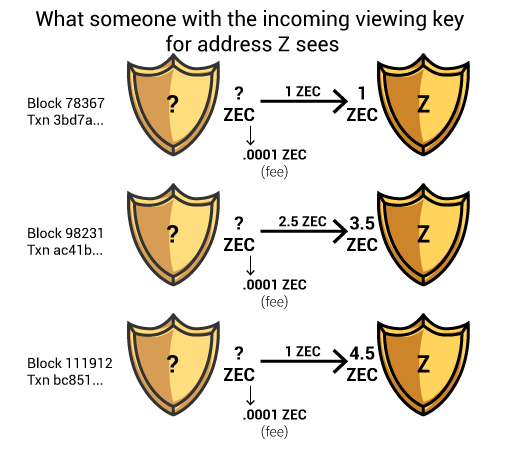 What someone with the incoming viewing key
for address Z sees
Block 78367
Txn 3bd7a...
?
?
ZEC
1 ZEC
1
ZEC
Z
.0001 ZEC
(fee)
Block 98231
Txn ac41b...
?
?
ZEC
2.5 ZEC
3.5
ZEC
Z
.0001 ZEC
(fee)
Block 111912
Txn bc851...
?
?
ZEC
1 ZEC
4.5
ZEC
Z
.0001 ZEC
(fee)